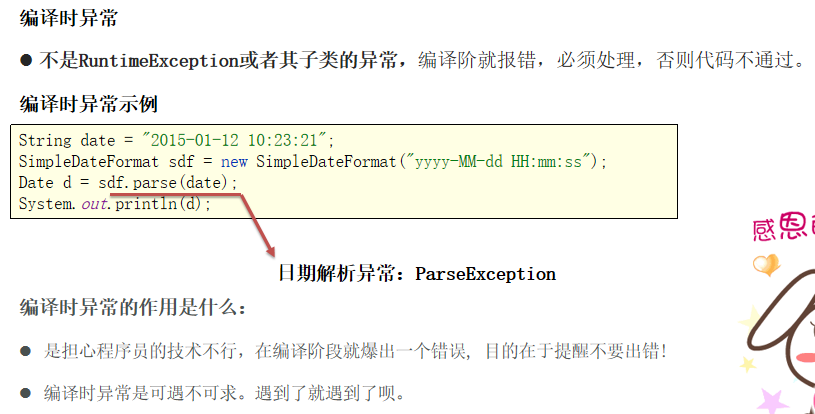 编译时异常
● 不是RuntimeException或者其子类的异常，编译阶就报错，必须处理，否则代码不通过。
编译时异常示例
String date = "2015-01-12 10:23:21";
SimpleDateFormat sdf = new SimpleDateFormat("yyyy-MM-dd HH:mm:ss");
Date d = sdf.parse(date);
System.out.println(d);
感恩
日期解析异常：ParseException
编译时异常的作用是什么：
● 是担心程序员的技术不行，在编译阶段就爆出一个错误, 目的在于提醒不要出错!
● 编译时异常是可遇不可求。遇到了就遇到了呗。